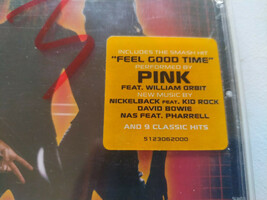 INCLUDES THE SMASH HIT
"FEEL GOOD TIME"
PERFORMED BY
PINK
FEAT. WILLIAM ORBIT
NEW MUSIC BY
NICKELBACK FEAT. KID ROCK
DAVID BOWIE
NAS FEAT. PHARRELL
AND 9 CLASSIC HITS
5123062000